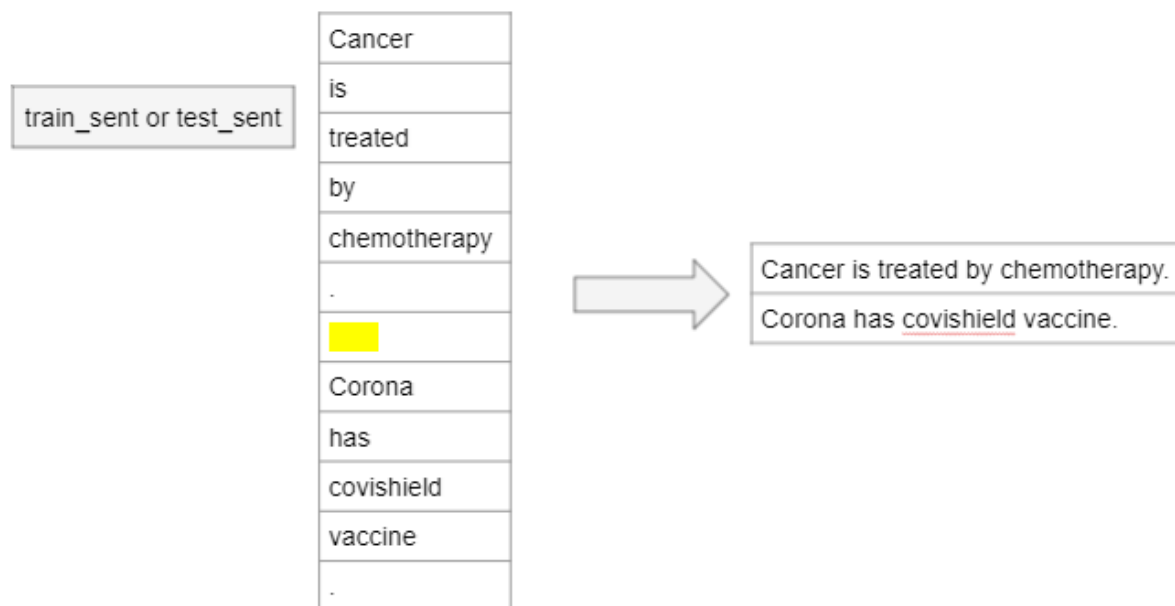 train_sent or test_sent
Cancer
is
treated
by
chemotherapy
.
Corona
has
covishield
vaccine
.
Cancer is treated by chemotherapy.
Corona has covishield vaccine.